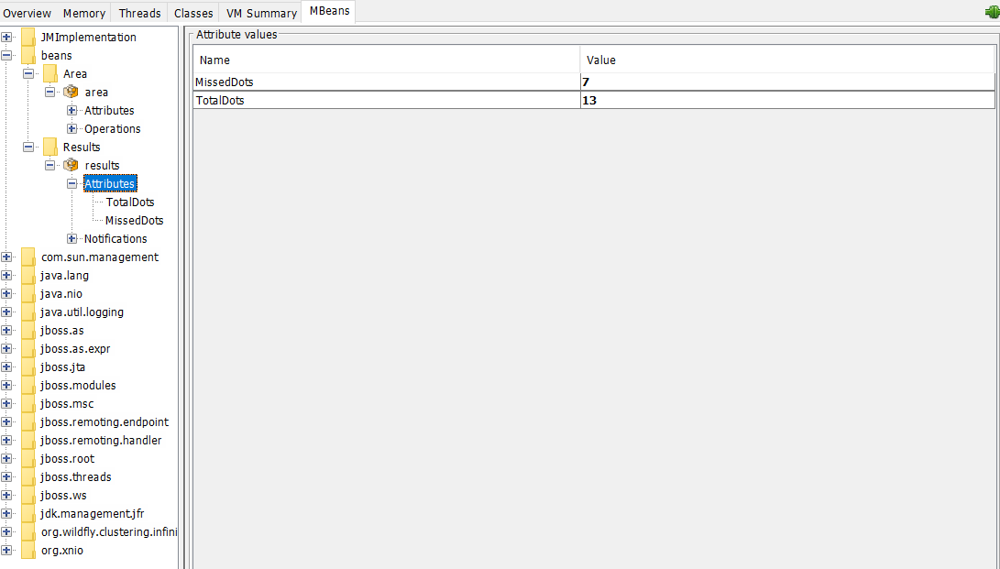 Overview Memory Threads Classes VM Summary MBeans
JMImplementation
beans
Area
area
Attributes
Operations
Results
results
Attributes
TotalDots
MissedDots
Notifications
com.sun.management
java.lang
java.nio
java.util.logging
jboss.as
jboss.as.expr
jboss.jta
jboss.modules
jboss.msc
jboss.remoting.endpoint
jboss.remoting.handler
jboss.root
jboss.threads
jboss.ws
jdk.management.jfr
org.wildfly.clustering.infini
org.xnio
Attribute values
Name Value
MissedDots 7
TotalDots 13